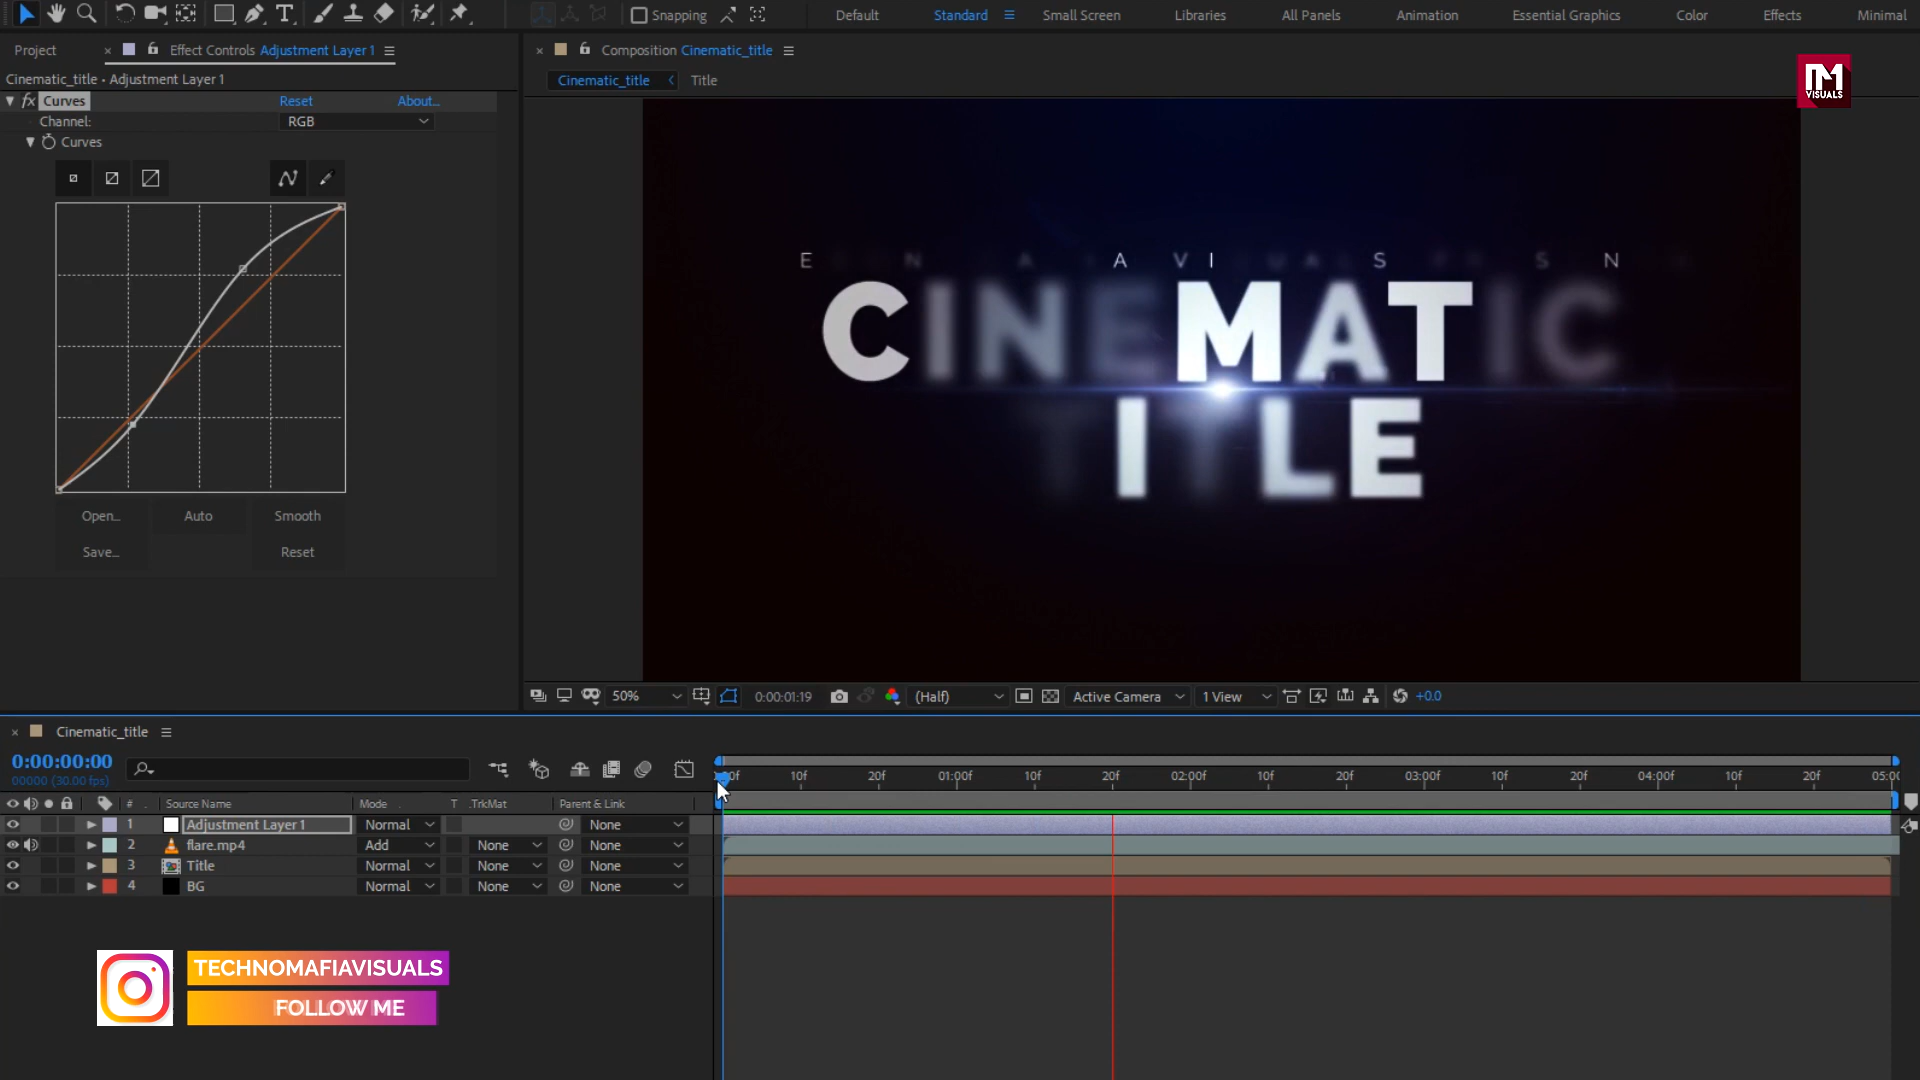 Snapping
Default
Standard
Small Screen
Libraries
All Panels
Animation
Essential Graphics
Color
Effects
Minimal
Project
Effect Controls Adjustment Layer 1
Composition Cinematic_title
Cinematic_title • Adjustment Layer 1
Cinematic_title
Title
M
VISUALS
fx Curves
Reset
About...
Channel:
RGB
Curves
Open...
Auto
Smooth
Save...
Reset
CINEMATIC
TITLE
50%
0:00:01:19
(Half)
Active Camera
1 View
+0.0
Cinematic_title
0:00:00:00
00000 (30.00 fps)
10f
20f
01:00f
10f
20f
02:00f
10f
20f
03:00f
10f
20f
04:00f
10f
20f
05:00
# Source Name Mode T .TrkMat Parent & Link
1 Adjustment Layer 1 Normal None
2 flare.mp4 Add None None
3 Title Normal None None
4 BG Normal None None
TECHNOMAFIAVISUALS
FOLLOW ME